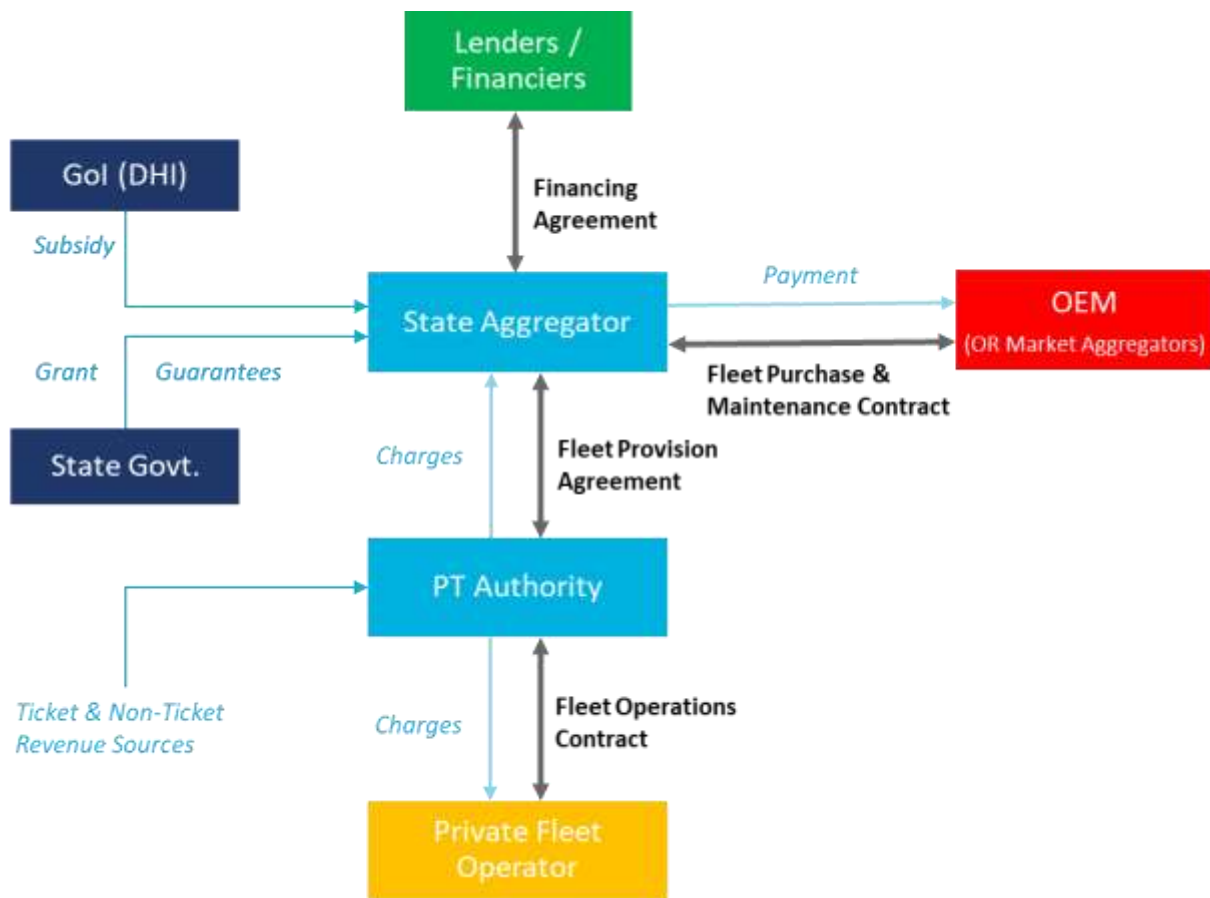 Lenders /
Financiers
GoI (DHI)
Financing
Agreement
Subsidy
Payment
State Aggregator
OEM
(OR Market Aggregators)
Grant
Guarantees
Fleet Purchase &
Maintenance Contract
State Govt.
Charges
Fleet Provision
Agreement
PT Authority
Ticket & Non-Ticket
Revenue Sources
Charges
Fleet Operations
Contract
Private Fleet
Operator